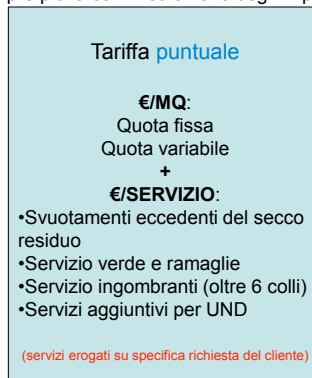 Tariffa puntuale
€/MQ:
Quota fissa
Quota variabile
+
€/SERVIZIO:
•Svuotamenti eccedenti del secco
residuo
•Servizio verde e ramaglie
•Servizio ingombranti (oltre 6 colli)
•Servizi aggiuntivi per UND
(servizi erogati su specifica richiesta del cliente)